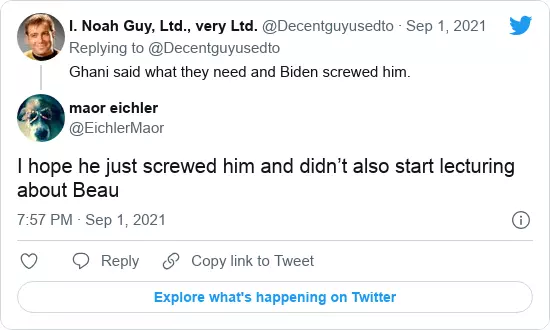 I. Noah Guy, Ltd., very Ltd. @Decentguyusedto · Sep 1, 2021
Replying to @Decentguyusedto
Ghani said what they need and Biden screwed him.
maor eichler
@EichlerMaor
I hope he just screwed him and didn’t also start lecturing
about Beau
7:57 PM · Sep 1, 2021
Reply
Copy link to Tweet
Explore what's happening on Twitter